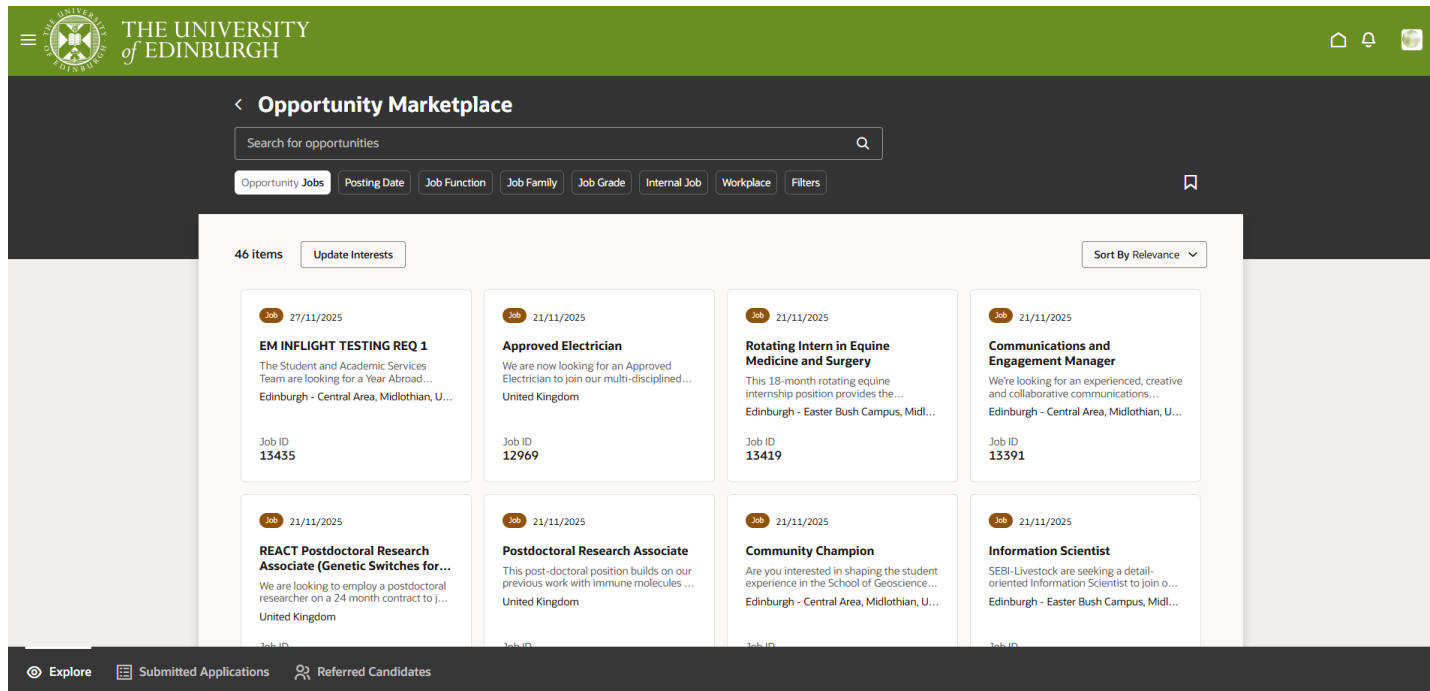 THE UNIVERSITY
of EDINBURGH
Opportunity Marketplace
Search for opportunities
Opportunity Jobs
Posting Date
Job Function
Job Family
Job Grade
Internal Job
Workplace
Filters
46 items
Update Interests
Sort By Relevance
Job 27/11/2025
EM INFLIGHT TESTING REQ 1
The Student and Academic Services
Team are looking for a Year Abroad...
Edinburgh - Central Area, Midlothian, U...
Job ID
13435
Job 21/11/2025
Approved Electrician
We are now looking for an Approved
Electrician to join our multi-disciplined...
United Kingdom
Job ID
12969
Job 21/11/2025
Rotating Intern in Equine
Medicine and Surgery
This 18-month rotating equine
internship position provides the...
Edinburgh - Easter Bush Campus, Midl...
Job ID
13419
Job 21/11/2025
Communications and
Engagement Manager
We're looking for an experienced, creative
and collaborative communications...
Edinburgh - Central Area, Midlothian, U...
Job ID
13391
Job 21/11/2025
REACT Postdoctoral Research
Associate (Genetic Switches for...
We are looking to employ a postdoctoral
researcher on a 24 month contract to j...
United Kingdom
Job ID
Job 21/11/2025
Postdoctoral Research Associate
This post-doctoral position builds on our
previous work with immune molecules ...
United Kingdom
Job ID
Job 21/11/2025
Community Champion
Are you interested in shaping the student
experience in the School of Geoscience...
Edinburgh - Central Area, Midlothian, U...
Job 21/11/2025
Information Scientist
SEBI-Livestock are seeking a detail-
oriented Information Scientist to join o...
Edinburgh - Easter Bush Campus, Midl...
Explore
Submitted Applications
Referred Candidates